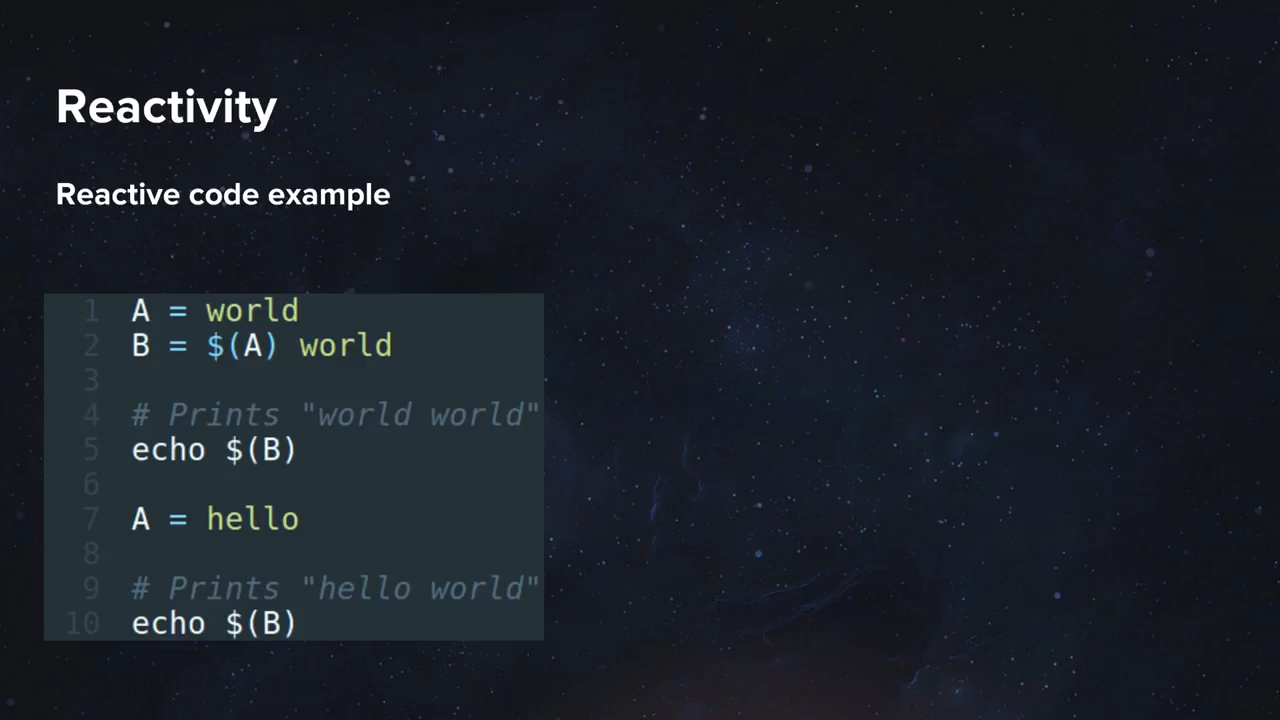 Reactivity
Reactive code example
1 A = world
2 B = $(A) world
3
4 # Prints "world world"
5 echo $(B)
6
7 A = hello
8
9 # Prints "hello world"
10 echo $(B)